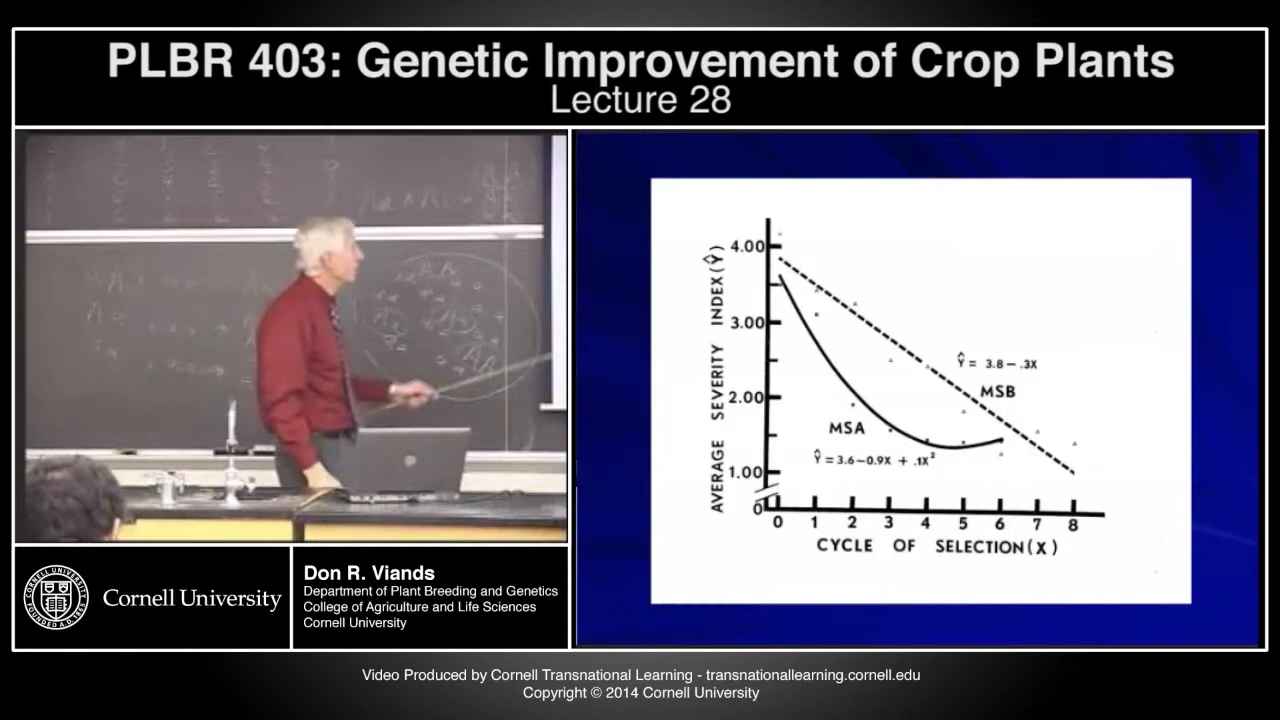 PLBR 403: Genetic Improvement of Crop Plants
Lecture 28
AVERAGE SEVERITY INDEX (Ŷ)
4.00
3.00
2.00
1.00
0
Ŷ = 3.8 – .3X
MSB
MSA
Ŷ = 3.6–0.9X + .1X²
0 1 2 3 4 5 6 7 8
CYCLE OF SELECTION (X)
Cornell University
Don R. Viands
Department of Plant Breeding and Genetics
College of Agriculture and Life Sciences
Cornell University
Video Produced by Cornell Transnational Learning - transnationallearning.cornell.edu
Copyright © 2014 Cornell University